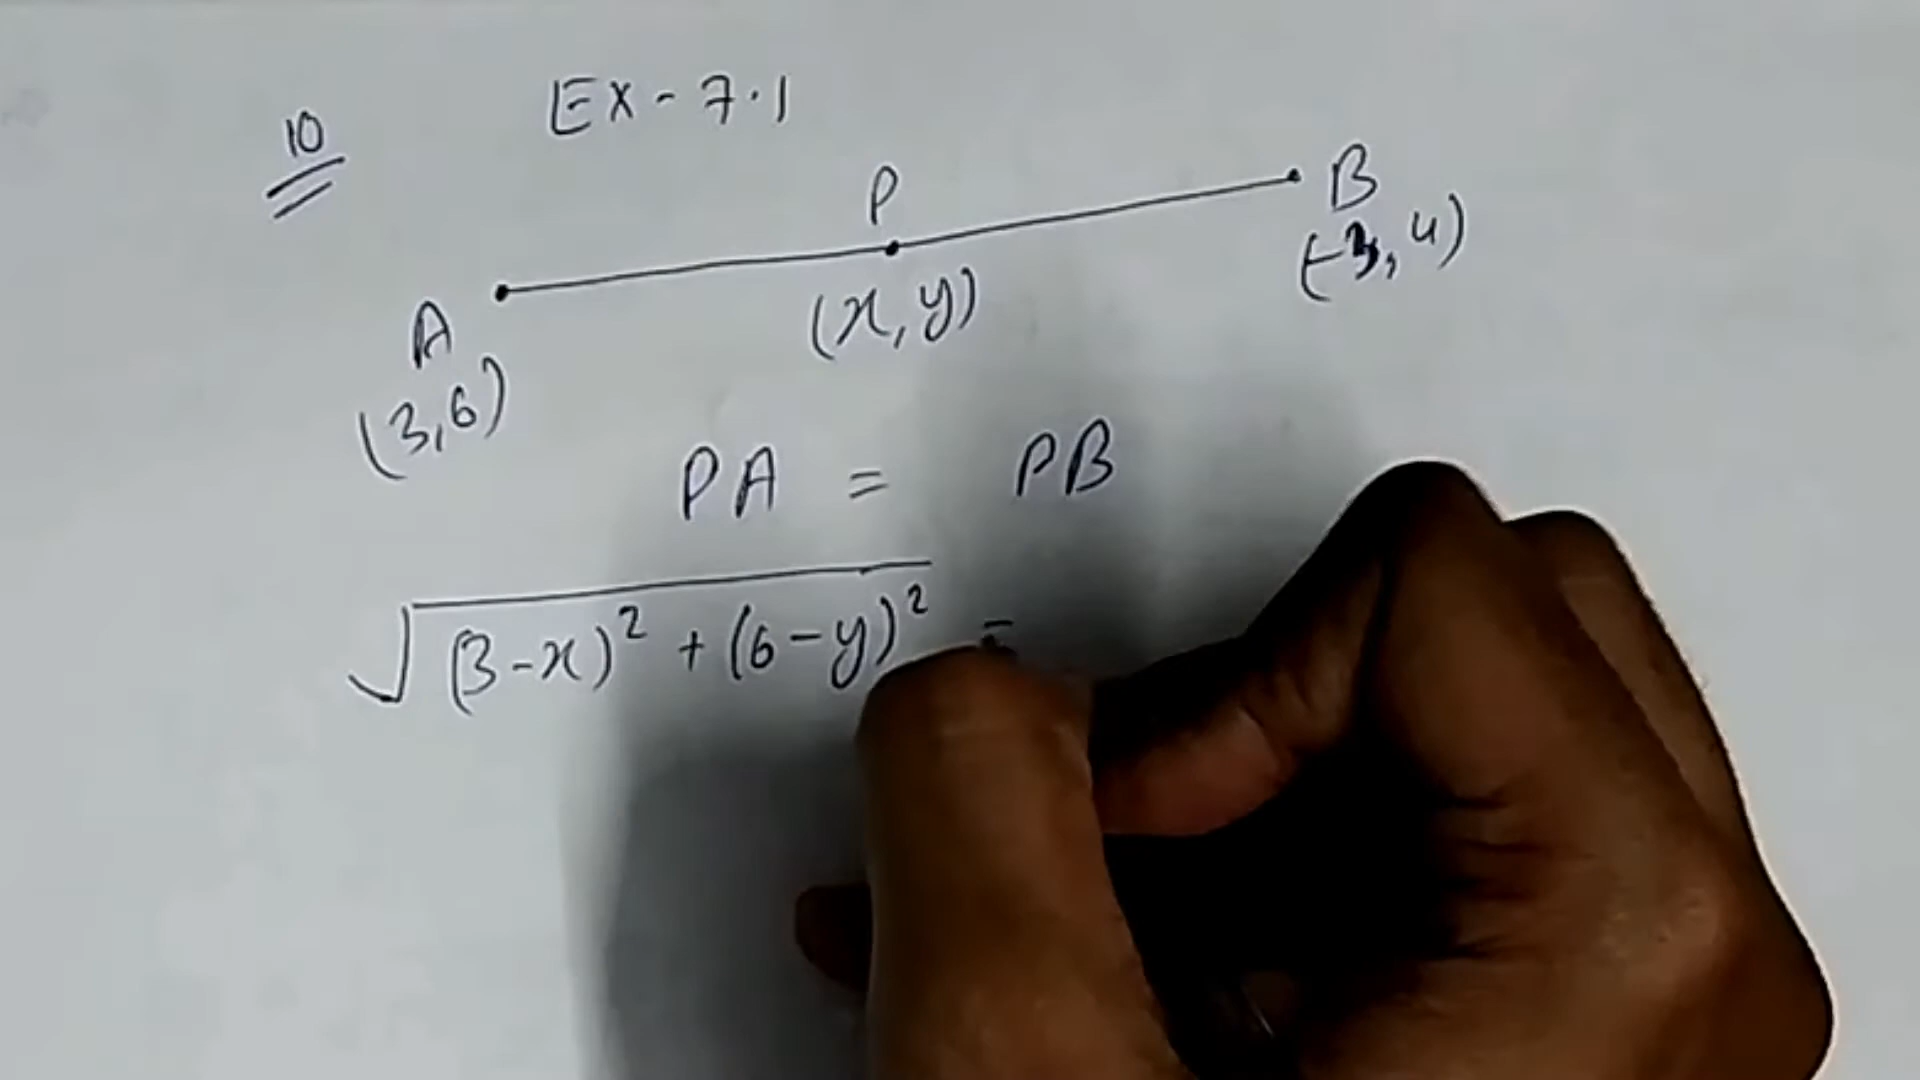 10
Ex - 7.1
P
B
(-3, 4)
A
(x, y)
(3,6)
PA = PB
√(3-x)² + (6-y)² =